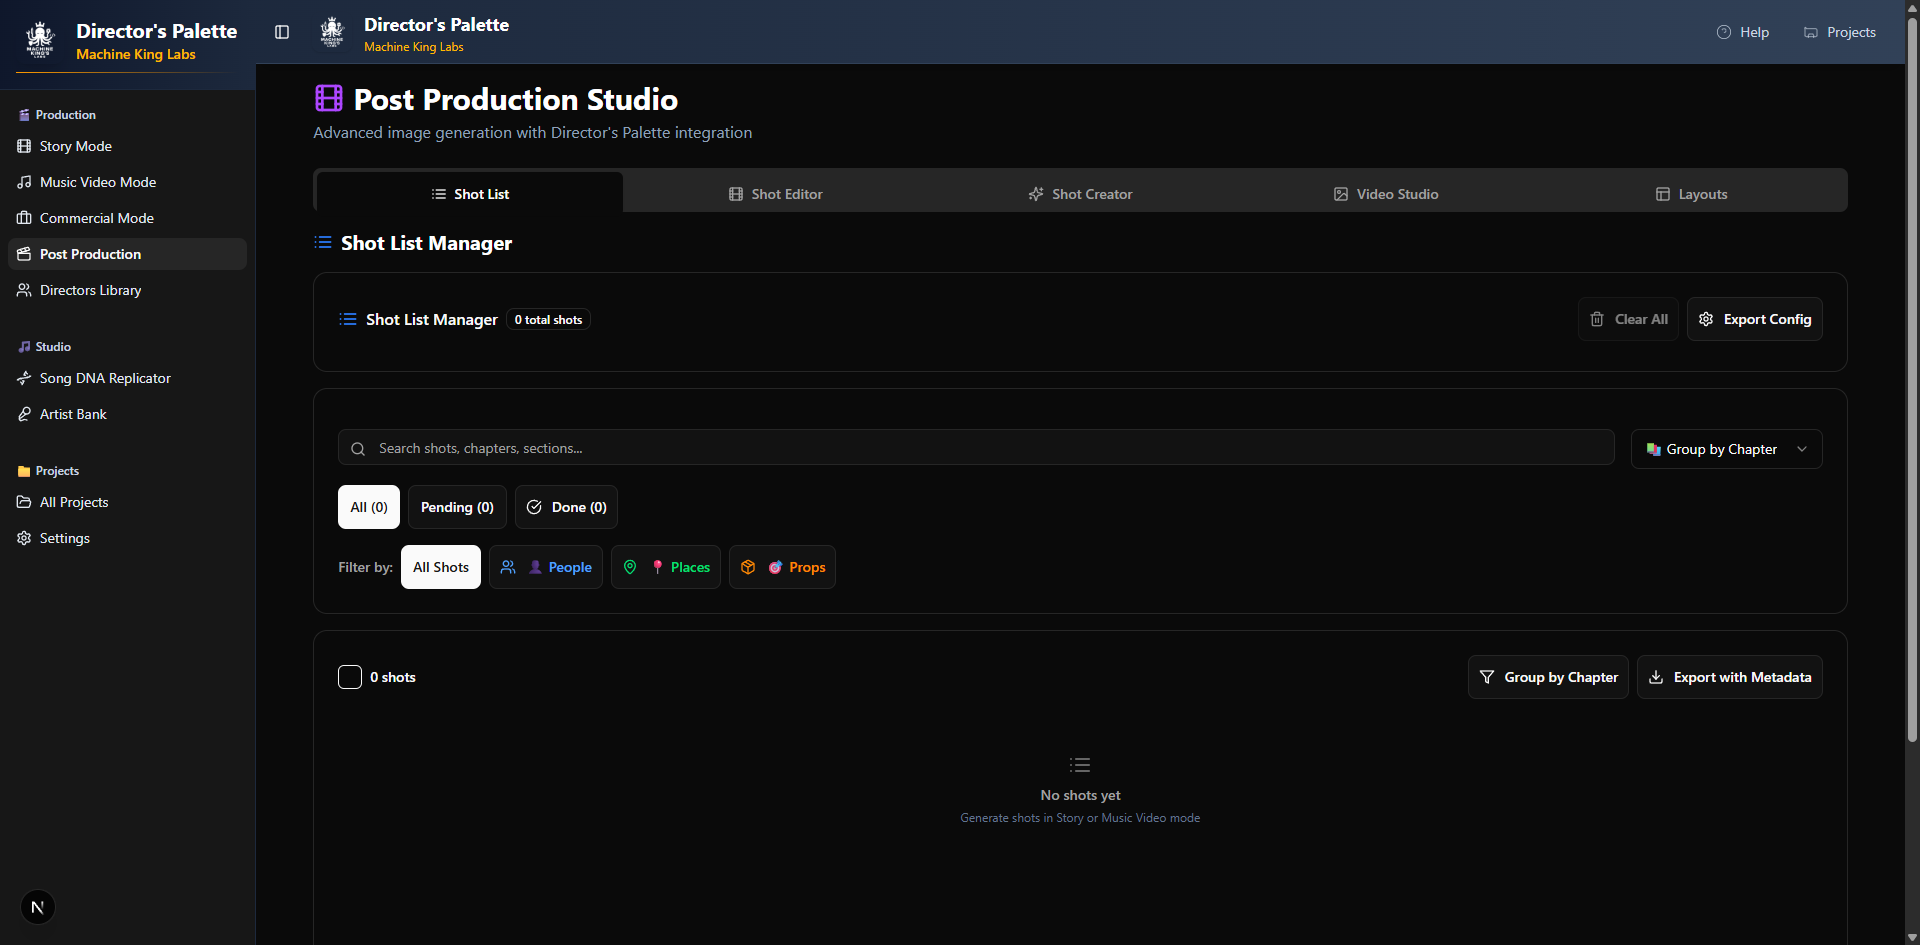 Director's Palette
Machine King Labs
Production
Story Mode
Music Video Mode
Commercial Mode
Post Production
Directors Library
Studio
Song DNA Replicator
Artist Bank
Projects
All Projects
Settings
N
Director's Palette
Machine King Labs
Help
Projects
Post Production Studio
Advanced image generation with Director's Palette integration
Shot List
Shot Editor
Shot Creator
Video Studio
Layouts
Shot List Manager
Shot List Manager
0 total shots
Clear All
Export Config
Search shots, chapters, sections...
Group by Chapter
All (0)
Pending (0)
Done (0)
Filter by:
All Shots
People
Places
Props
0 shots
Group by Chapter
Export with Metadata
No shots yet
Generate shots in Story or Music Video mode